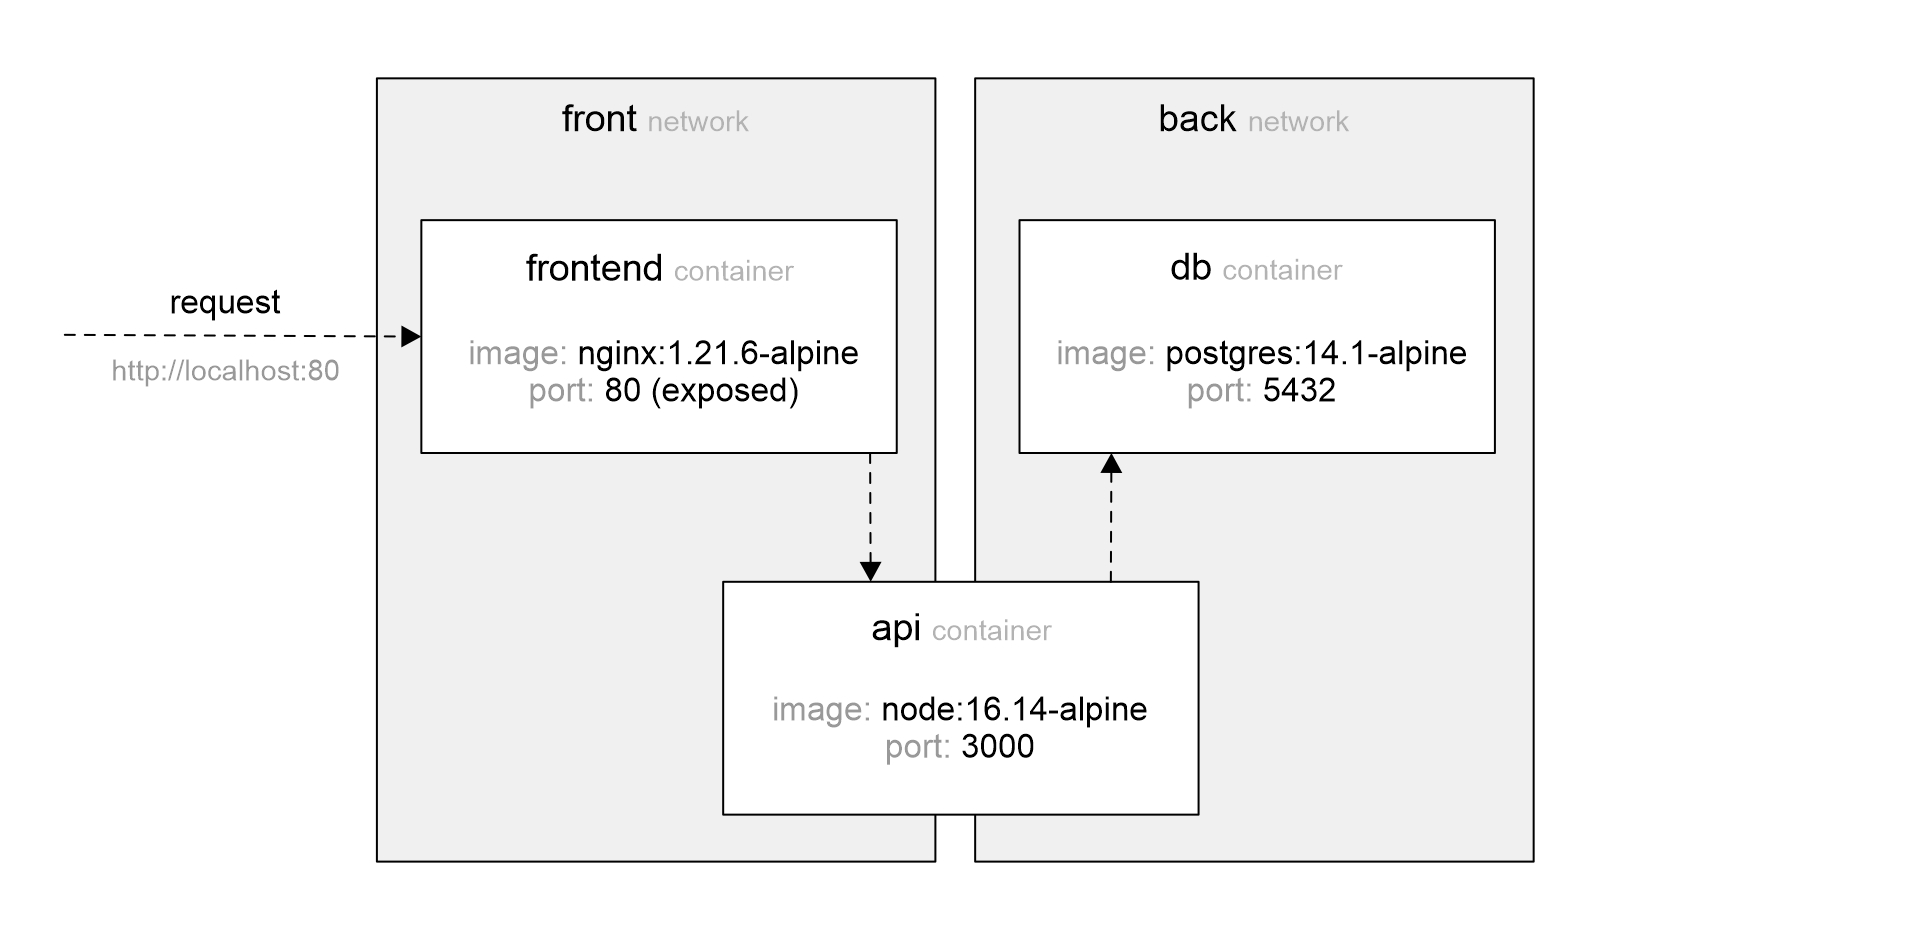 front network
back network
frontend container
db container
request
image: nginx:1.21.6-alpine
image: postgres:14.1-alpine
http://localhost:80
port: 80 (exposed)
port: 5432
api container
image: node:16.14-alpine
port: 3000